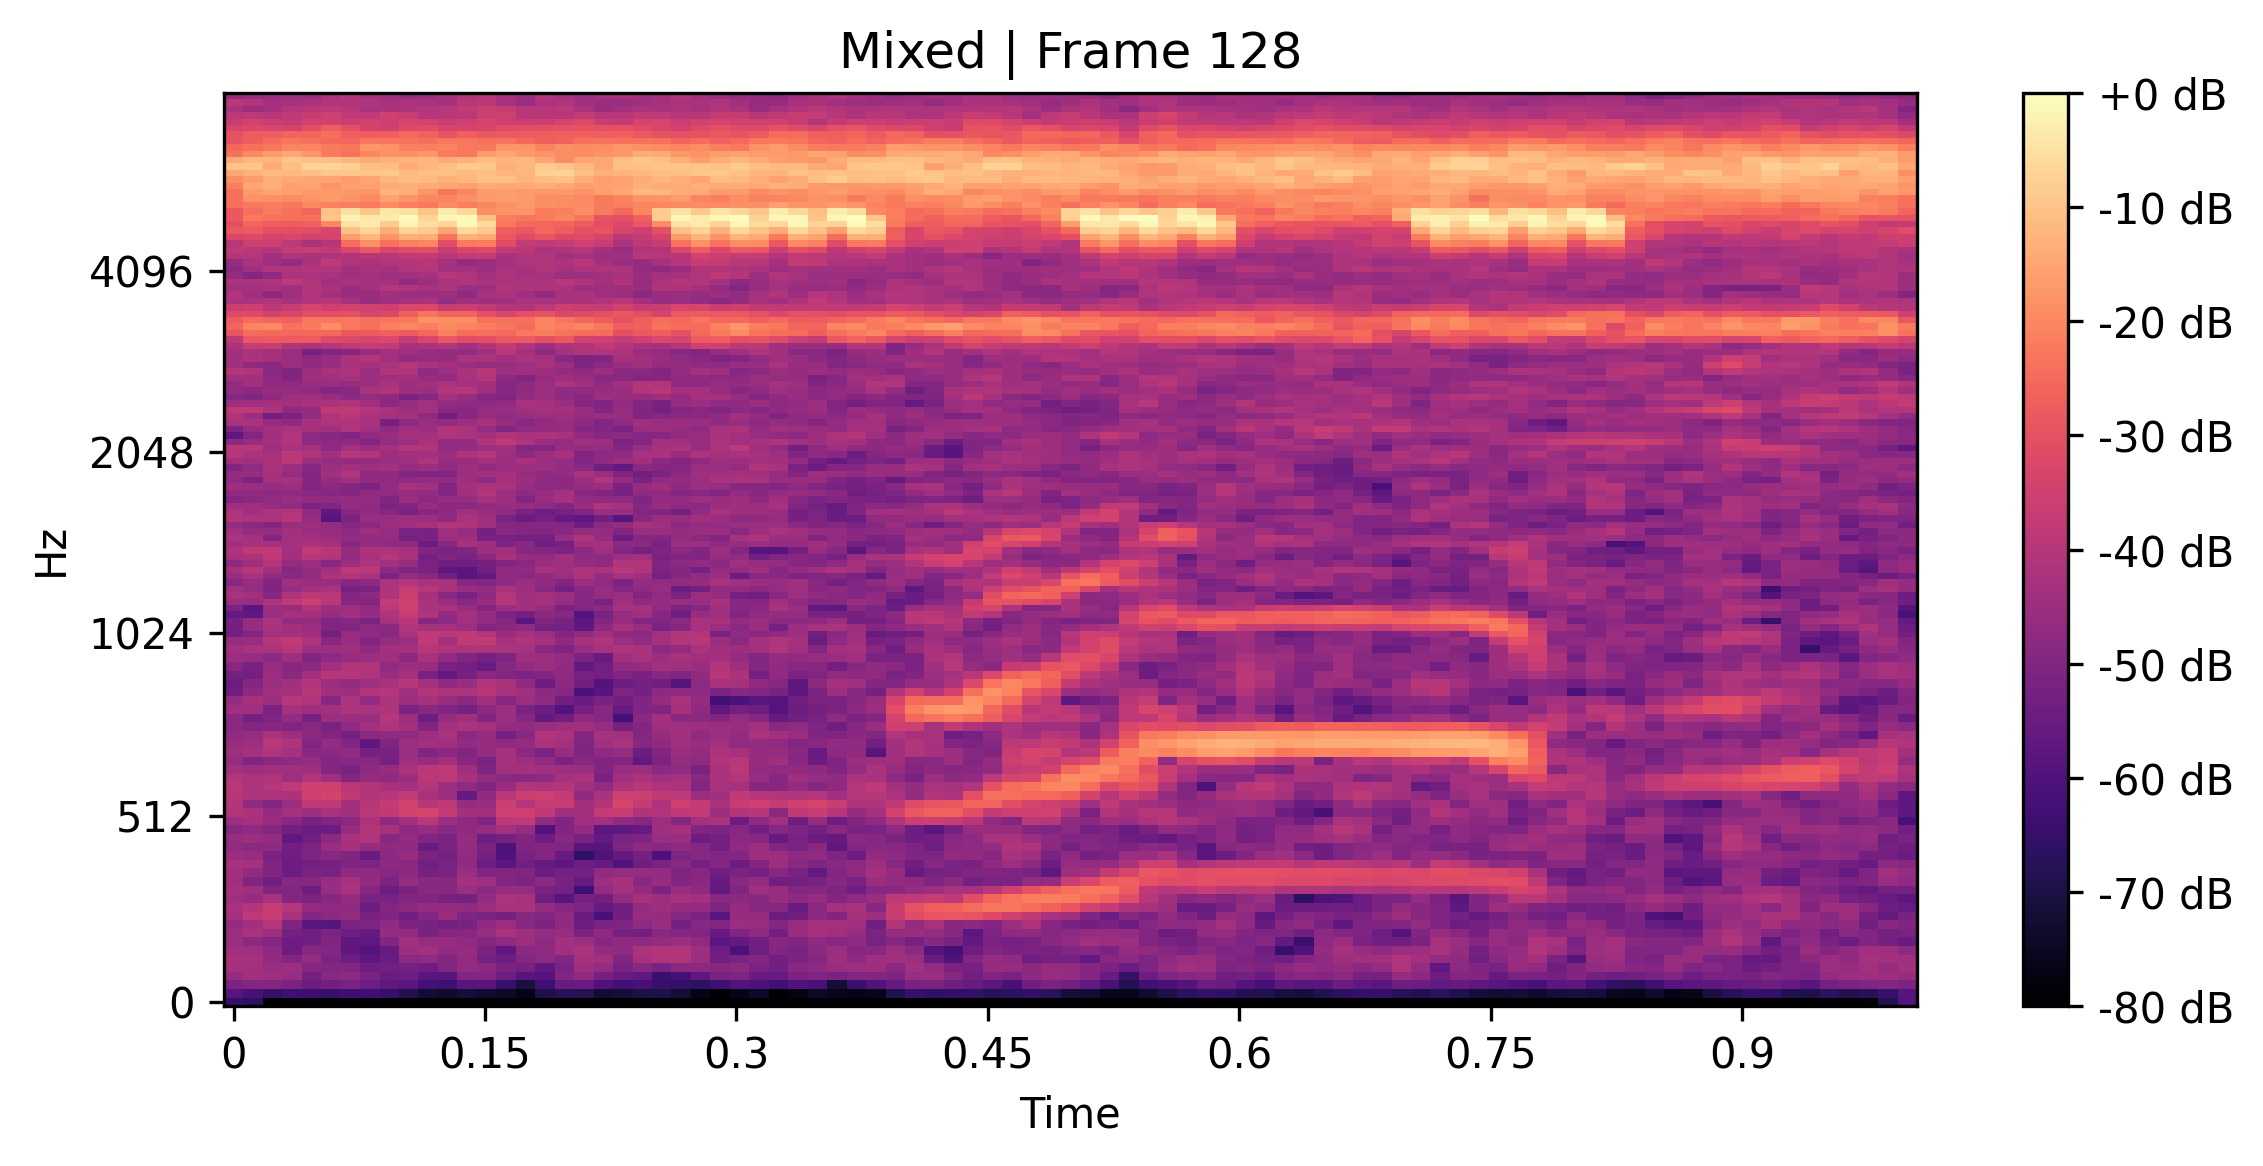 Mixed | Frame 128
Hz
4096
2048
1024
512
0
0
0.15
0.3
0.45
0.6
0.75
0.9
Time
+0 dB
-10 dB
-20 dB
-30 dB
-40 dB
-50 dB
-60 dB
-70 dB
-80 dB